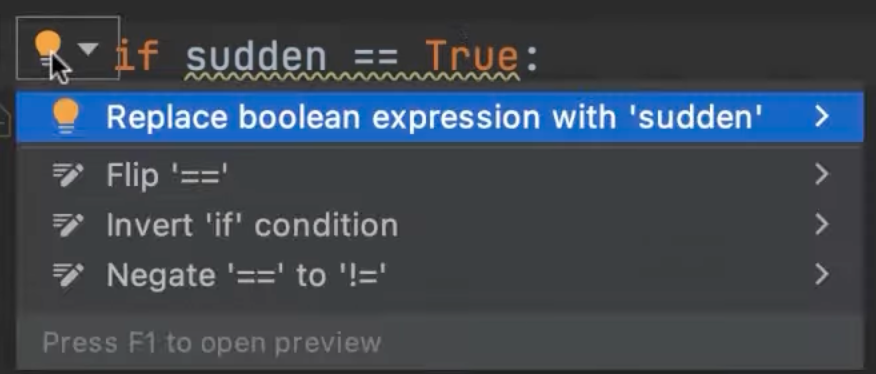 if sudden == True:
Replace boolean expression with 'sudden'
Flip '=='
Invert 'if' condition
Negate '==' to '!='
Press F1 to open preview